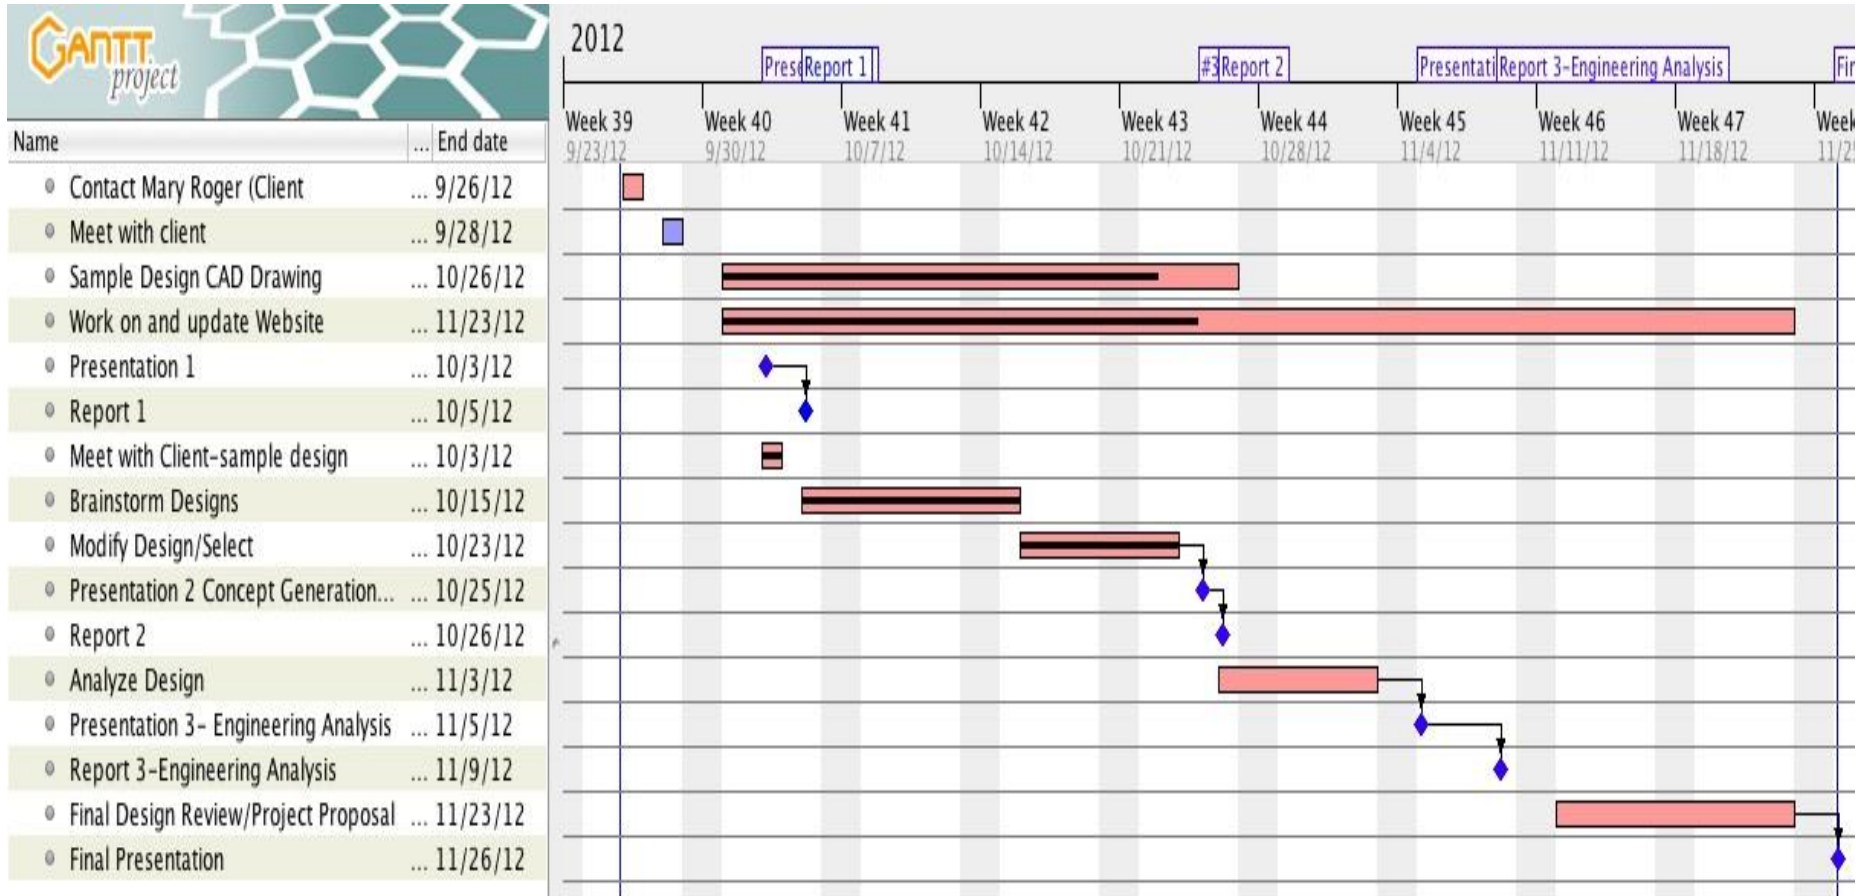 GANTT
project
2012
Prese Report 1
#3 Report 2
Presentati Report 3-Engineering Analysis
Fin
Week 39
Week 40
Week 41
Week 42
Week 43
Week 44
Week 45
Week 46
Week 47
Week
9/23/12
9/30/12
10/7/12
10/14/12
10/21/12
10/28/12
11/4/12
11/11/12
11/18/12
11/25
Name ... End date
Contact Mary Roger (Client ... 9/26/12
Meet with client ... 9/28/12
Sample Design CAD Drawing ... 10/26/12
Work on and update Website ... 11/23/12
Presentation 1 ... 10/3/12
Report 1 ... 10/5/12
Meet with Client-sample design ... 10/3/12
Brainstorm Designs ... 10/15/12
Modify Design/Select ... 10/23/12
Presentation 2 Concept Generation... ... 10/25/12
Report 2 ... 10/26/12
Analyze Design ... 11/3/12
Presentation 3- Engineering Analysis ... 11/5/12
Report 3-Engineering Analysis ... 11/9/12
Final Design Review/Project Proposal ... 11/23/12
Final Presentation ... 11/26/12